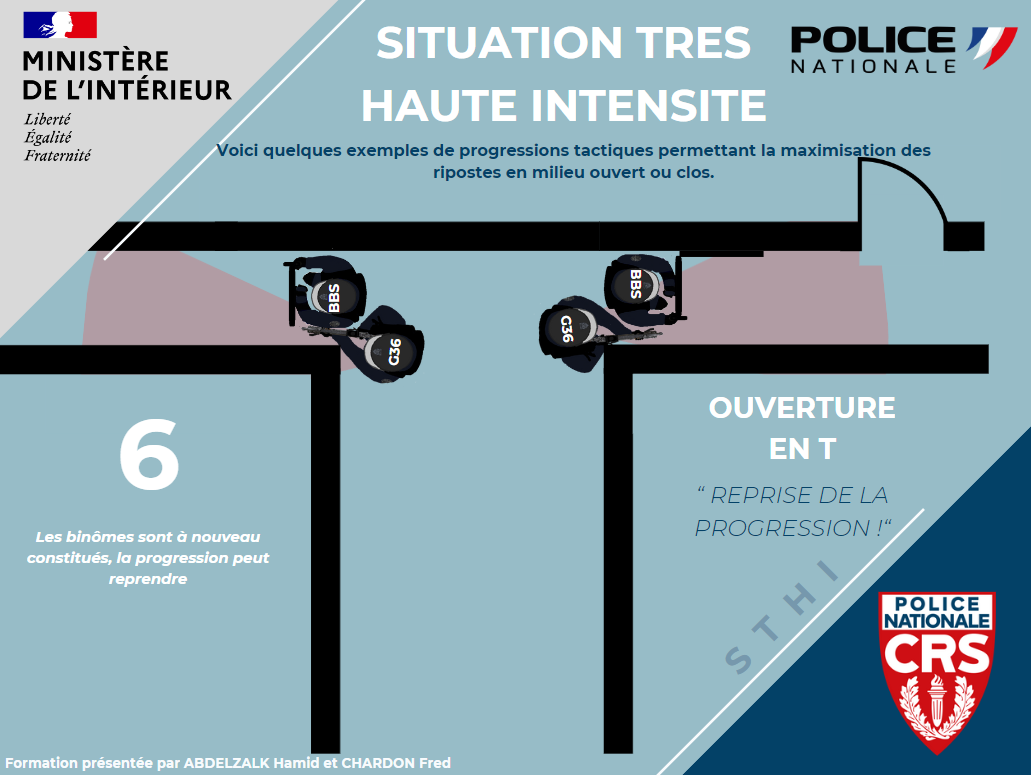 MINISTÈRE
DE L'INTÉRIEUR
Liberté
Égalité
Fraternité
SITUATION TRES
HAUTE INTENSITE
POLICE
NATIONALE
Voici quelques exemples de progressions tactiques permettant la maximisation des
ripostes en milieu ouvert ou clos.
BBS
G36
BBS
G36
6
Les binômes sont à nouveau
constitués, la progression peut
reprendre
OUVERTURE
EN T
“ REPRISE DE LA
PROGRESSION !“
STHI
POLICE
NATIONALE
CRS
Formation présentée par ABDELZALK Hamid et CHARDON Fred